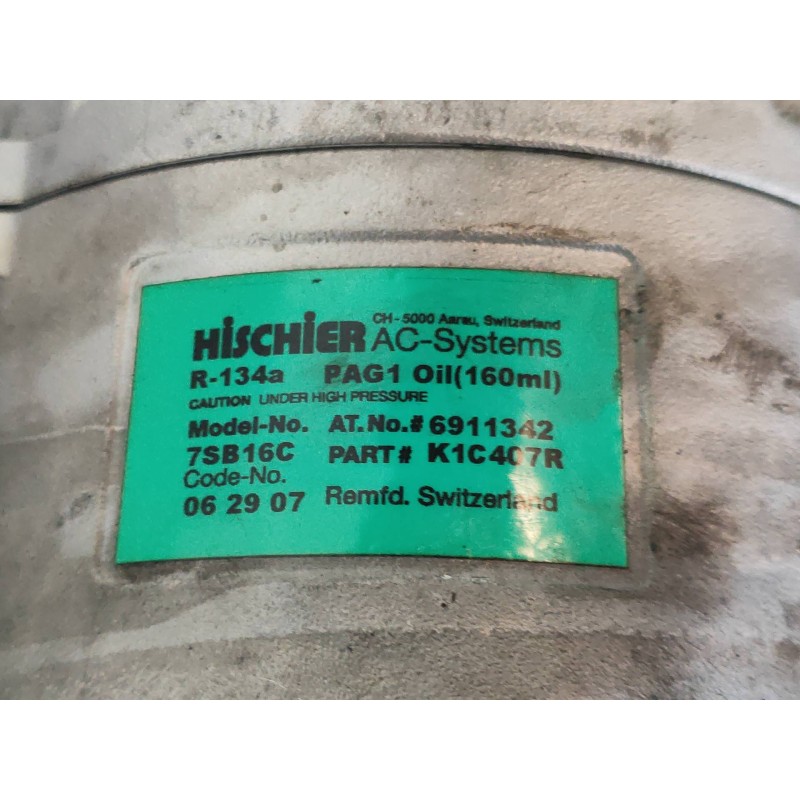 CH-5000 Aarau, Switzerland
HiSCHiER AC-Systems
R-134a PAG1 Oil(160ml)
CAUTION UNDER HIGH PRESSURE
Model-No. AT.No.#6911342
7SB16C PART# K1C407R
Code-No.
06 29 07 Remfd. Switzerland